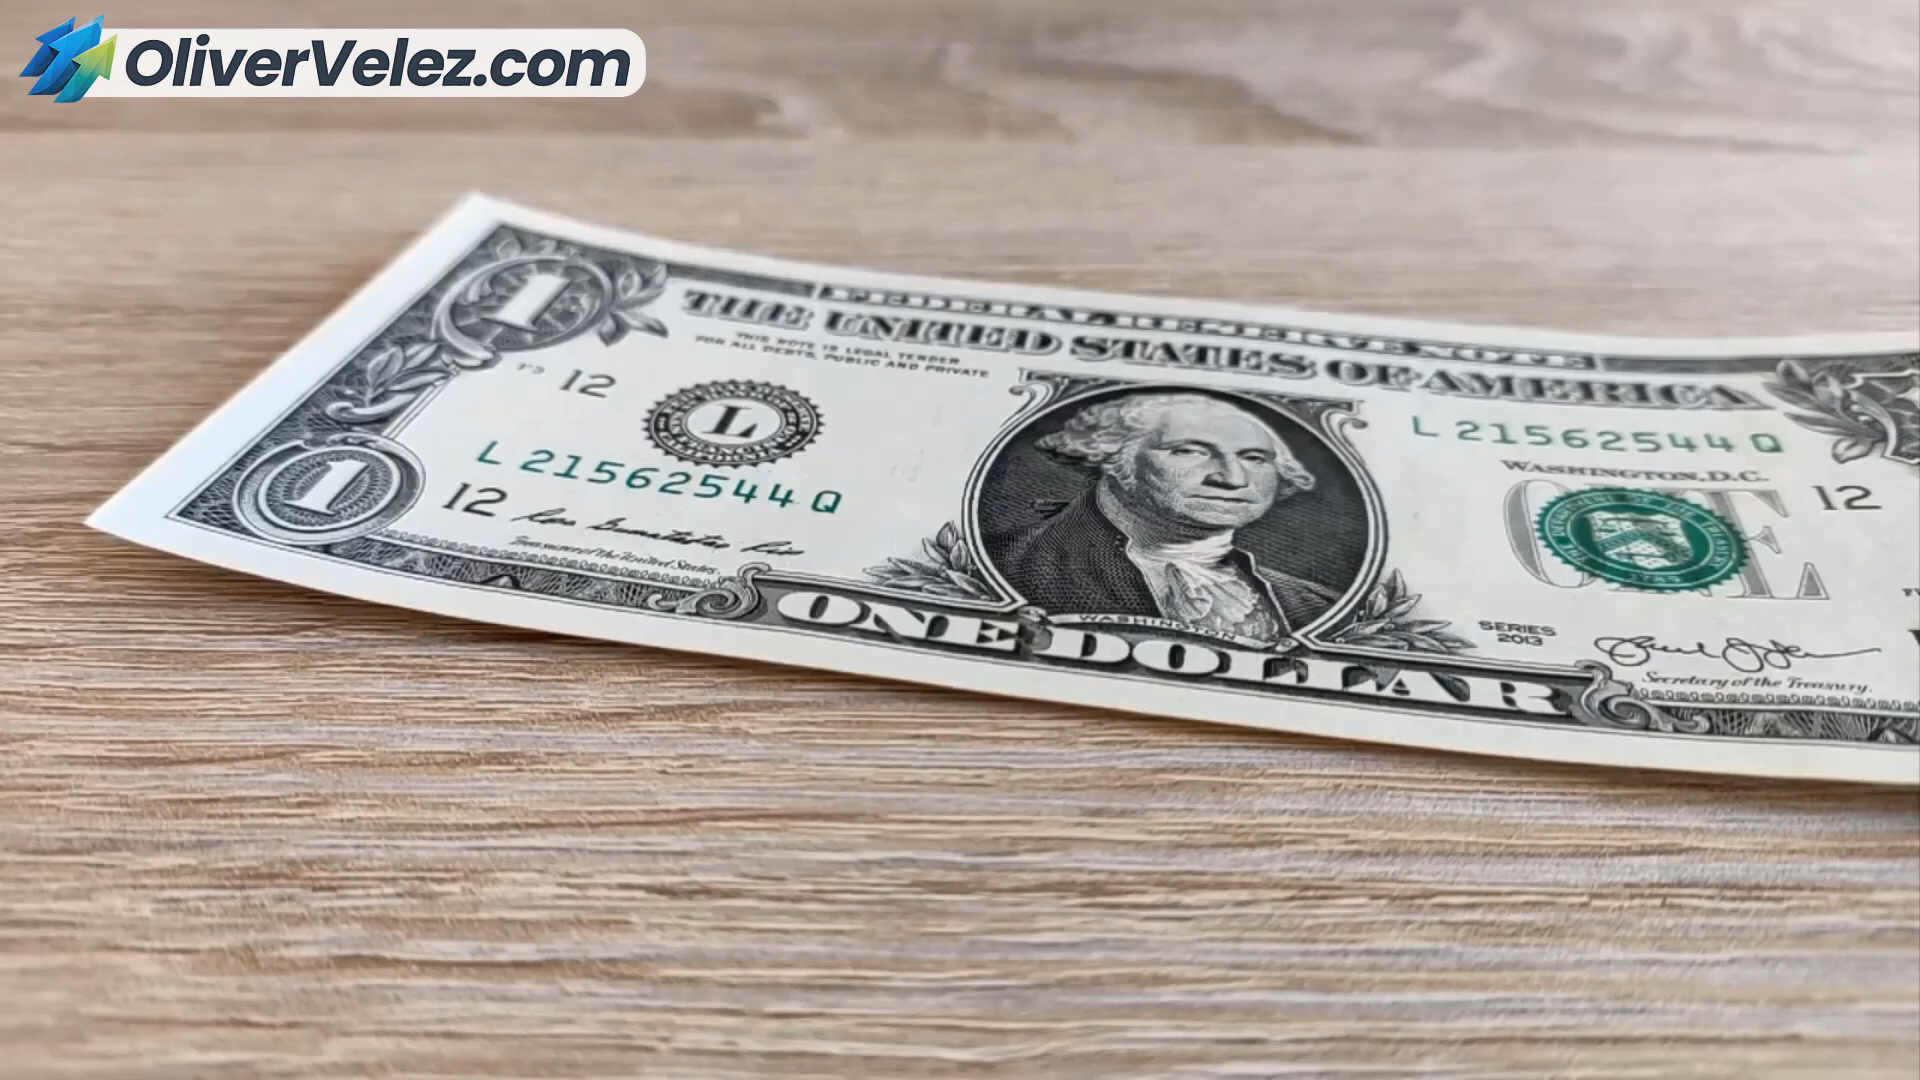 OliverVelez.com
FEDERAL RESERVE NOTE
THE UNITED STATES OF AMERICA
THIS NOTE IS LEGAL TENDER
FOR ALL DEBTS, PUBLIC AND PRIVATE
1
12
L
L 21562544 Q
L 21562544 Q
WASHINGTON, D.C.
ONE
12
1
12
Treasurer of the United States.
WASHINGTON
SERIES
2013
Secretary of the Treasury.
ONE DOLLAR